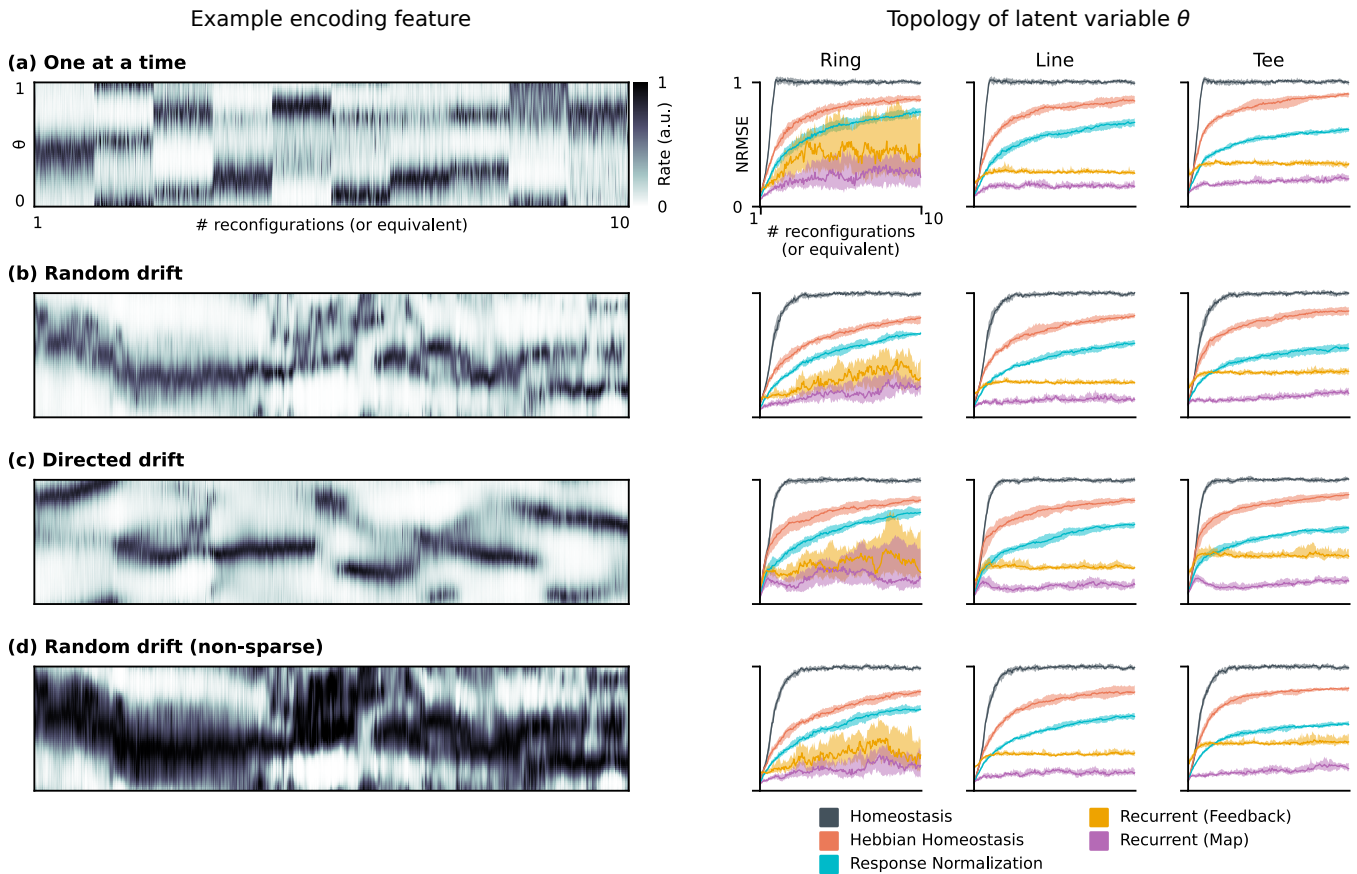 Example encoding feature
Topology of latent variable θ
(a) One at a time
Ring
Line
Tee
1
θ
0
1
Rate (a.u.)
0
1
# reconfigurations (or equivalent)
10
1
NRMSE
0
1
10
# reconfigurations
(or equivalent)
(b) Random drift
(c) Directed drift
(d) Random drift (non-sparse)
Homeostasis
Hebbian Homeostasis
Response Normalization
Recurrent (Feedback)
Recurrent (Map)